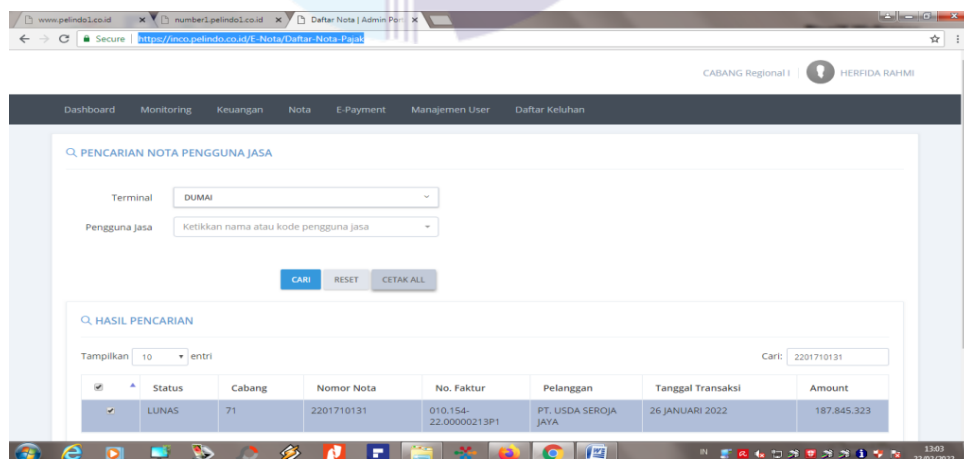 www.pelindo1.co.id
number1.pelindo1.co.id
Daftar Nota | Admin Por
Secure | https://inco.pelindo.co.id/E-Nota/Daftar-Nota-Pajak
CABANG Regional I | HERFIDA RAHMI
Dashboard Monitoring Keuangan Nota E-Payment Manajemen User Daftar Keluhan
PENCARIAN NOTA PENGGUNA JASA
Terminal DUMAI
Pengguna Jasa Ketikkan nama atau kode pengguna jasa
CARI RESET CETAK ALL
HASIL PENCARIAN
Tampilkan 10 entri Cari: 2201710131
Status Cabang Nomor Nota No. Faktur Pelanggan Tanggal Transaksi Amount
LUNAS 71 2201710131 010.154-22.00000213P1 PT. USDA SEROJA JAYA 26 JANUARI 2022 187.845.323
IN 13:03